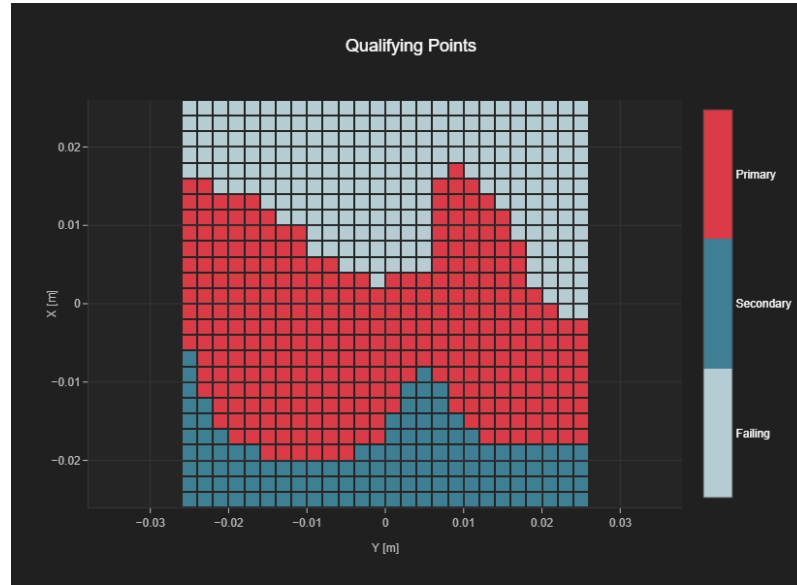 Qualifying Points
0.02
0.01
0
−0.01
−0.02
X [m]
−0.03
−0.02
−0.01
0
0.01
0.02
0.03
Y [m]
Primary
Secondary
Failing